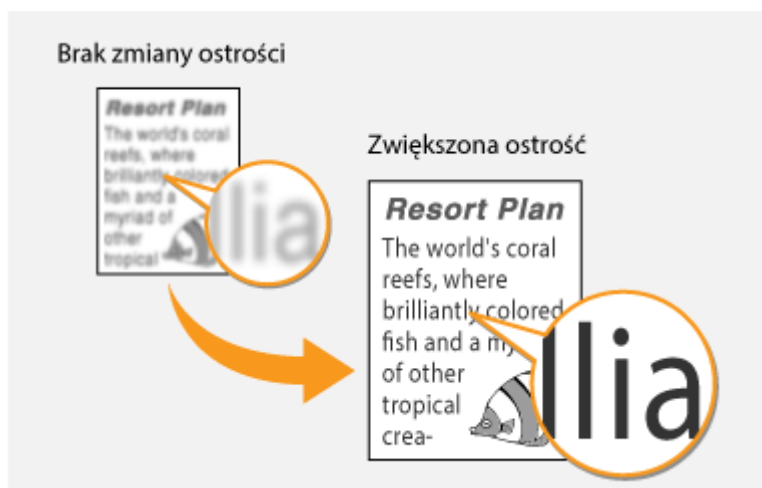 Brak zmiany ostrości
Resort Plan
The world's coral
reefs, where
brilliantly colored
fish and a
myriad of
other
tropical
lia
Zwiększona ostrość
Resort Plan
The world's coral
reefs, where
brilliantly colored
fish and a my
of other
tropical
crea-
llia